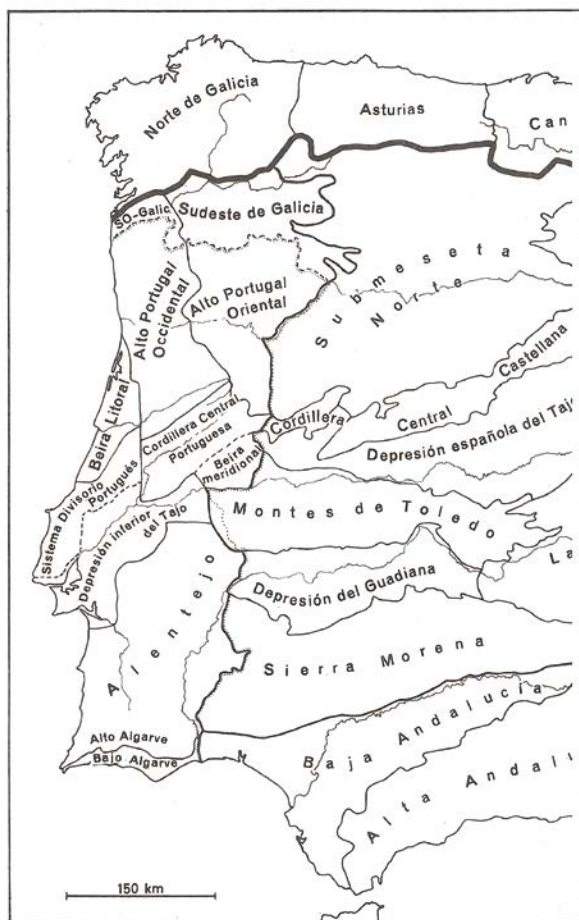 Norte de Galicia
Asturias
Can
SO-Galic.
Sudeste de Galicia
Alto Portugal
Occidental
Alto Portugal
Oriental
Submeseta
Norte
Castellana
Central
Cordillera
Depresión española del Tajo
Beira Litoral
Cordillera Central
Portuguesa
Beira
meridional
Sistema Divisorio
Portugués
Depresión inferior
del Tajo
Montes de Toledo
La
Depresión del Guadiana
Alentejo
Sierra Morena
Baja Andalucía
Alta Andalu
Alto Algarve
Bajo Algarve
150 km